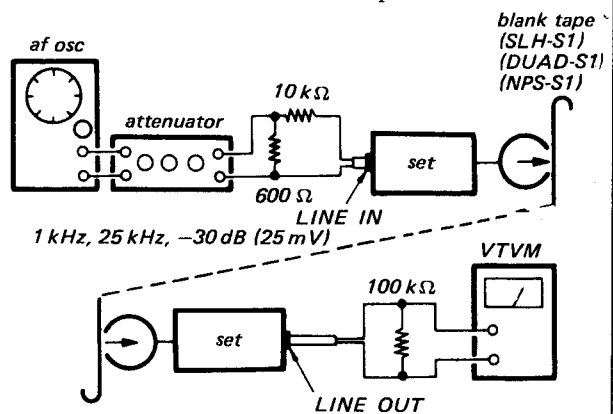 blank tape
(SLH-S1)
(DUAD-S1)
(NPS-S1)
af osc
attenuator
10 kΩ
600 Ω
set
LINE IN
1 kHz, 25 kHz, −30 dB (25 mV)
VTVM
100 kΩ
set
LINE OUT